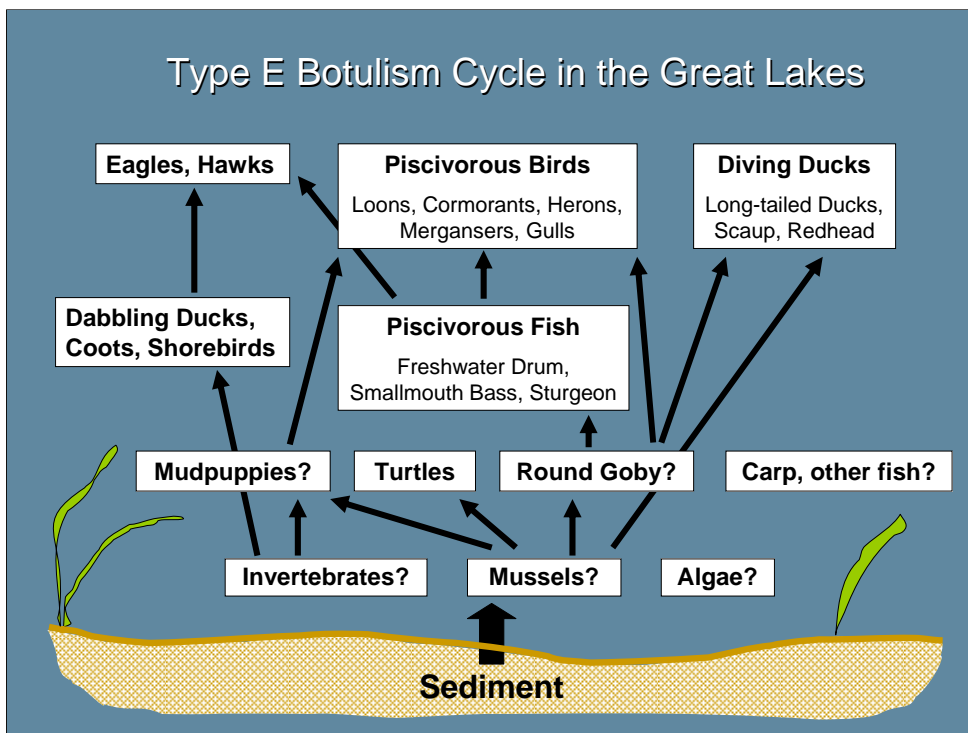 Type E Botulism Cycle in the Great Lakes
Eagles, Hawks
Piscivorous Birds
Loons, Cormorants, Herons,
Mergansers, Gulls
Diving Ducks
Long-tailed Ducks,
Scaup, Redhead
Dabbling Ducks,
Coots, Shorebirds
Piscivorous Fish
Freshwater Drum,
Smallmouth Bass, Sturgeon
Mudpuppies?
Turtles
Round Goby?
Carp, other fish?
Invertebrates?
Mussels?
Algae?
Sediment